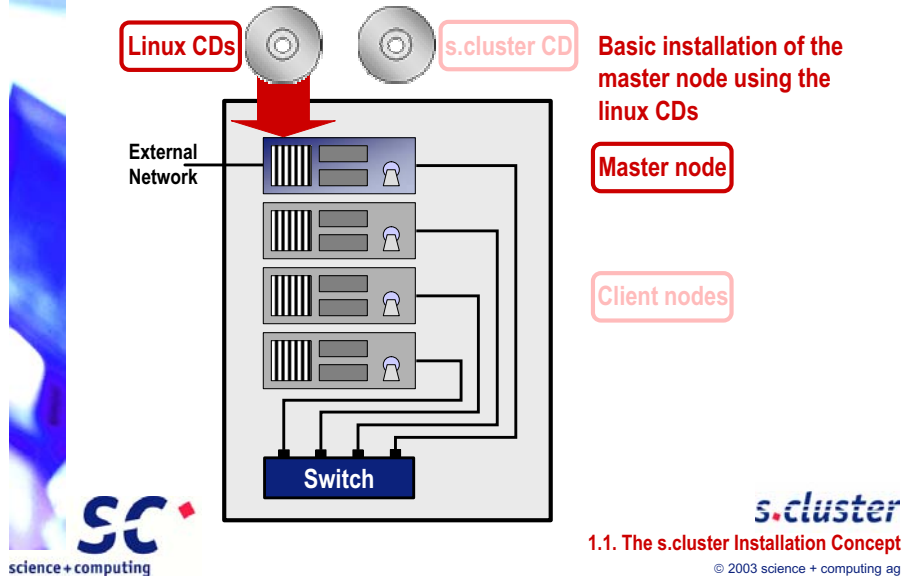 Linux CDs
s.cluster CD
Basic installation of the
master node using the
linux CDs
External
Network
Master node
Client nodes
Switch
SC
science + computing
s.cluster
1.1. The s.cluster Installation Concept
© 2003 science + computing ag